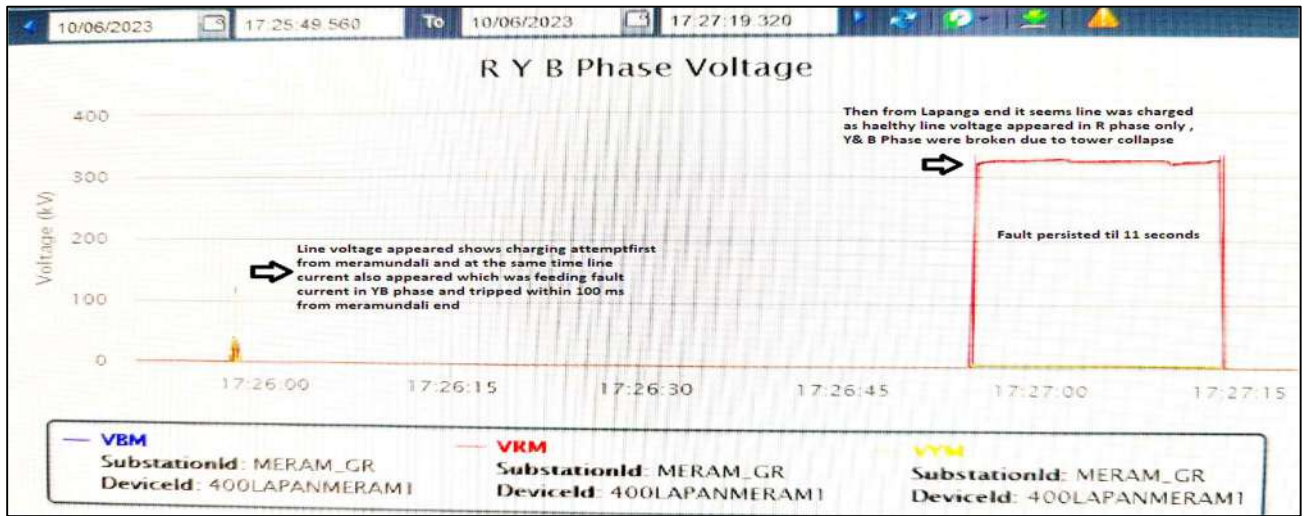 10/06/2023 17:25:49.560 To 10/06/2023 17:27:19.320
R Y B Phase Voltage
Then from Lapanga end it seems line was charged
as haelthy line voltage appeared in R phase only ,
Y& B Phase were broken due to tower collapse
400
300
200
100
0
Voltage (kV)
Fault persisted til 11 seconds
Line voltage appeared shows charging attemptfirst
from meramundali and at the same time line
current also appeared which was feeding fault
current in YB phase and tripped within 100 ms
from meramundali end
17:26:00 17:26:15 17:26:30 17:26:45 17:27:00 17:27:15
VBM
SubstationId: MERAM_GR
DeviceId: 400LAPANMERAM1
VRM
SubstationId: MERAM_GR
DeviceId: 400LAPANMERAM1
VYM
SubstationId: MERAM_GR
DeviceId: 400LAPANMERAM1